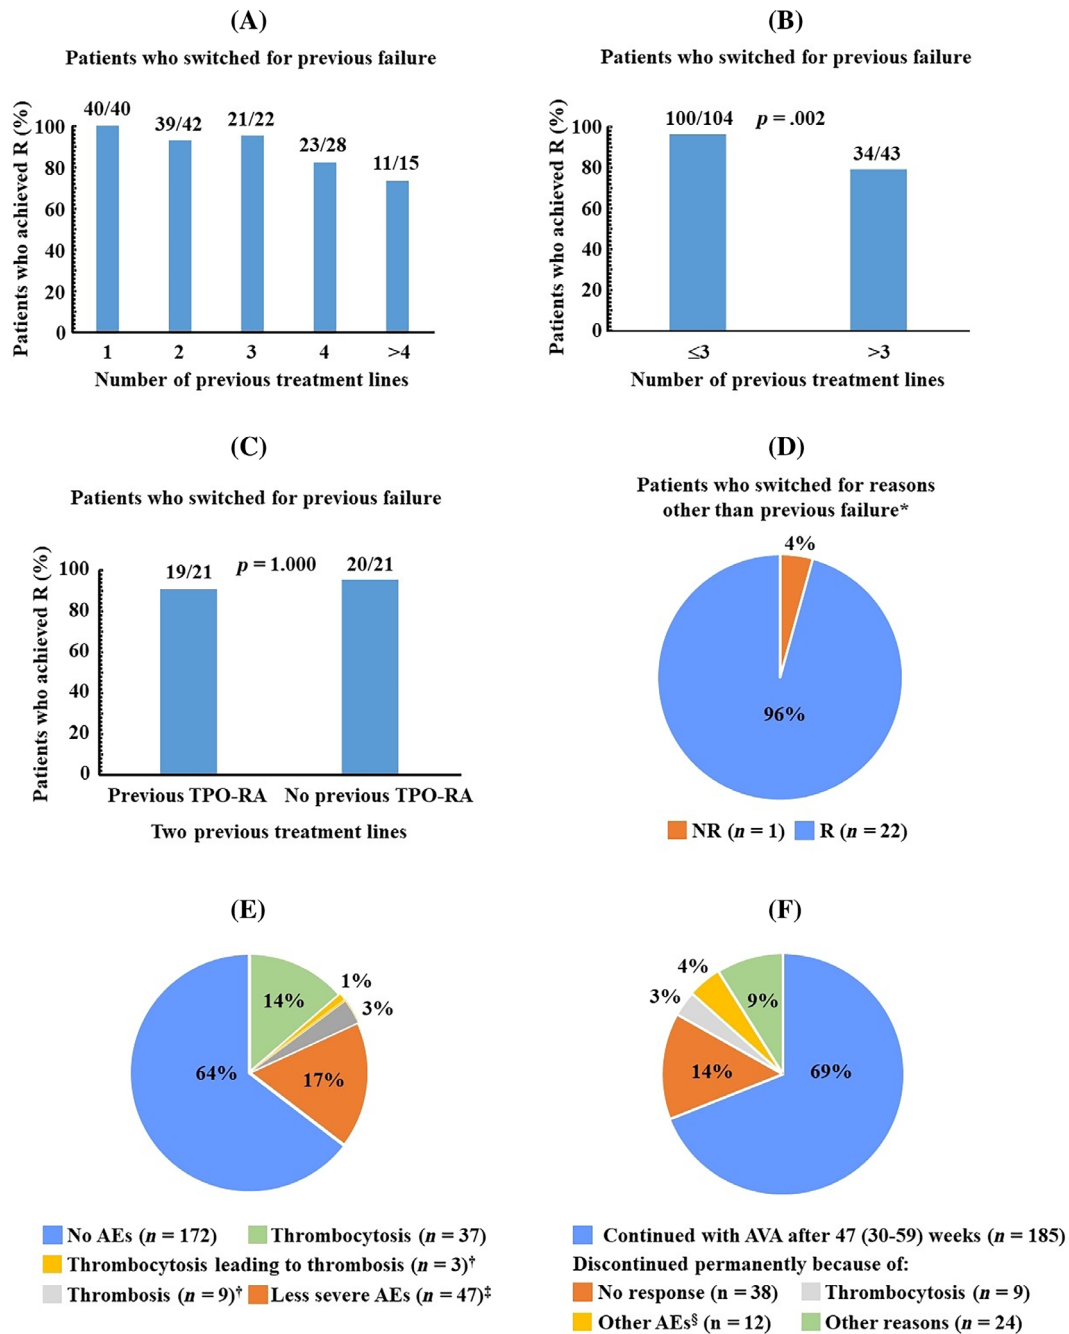 (A)
Patients who switched for previous failure
Patients who achieved R (%)
100
80
60
40
20
0
40/40
39/42
21/22
23/28
11/15
1 2 3 4 >4
Number of previous treatment lines
(B)
Patients who switched for previous failure
Patients who achieved R (%)
100
80
60
40
20
0
100/104 p = .002
34/43
≤3 >3
Number of previous treatment lines
(C)
Patients who switched for previous failure
Patients who achieved R (%)
100
80
60
40
20
0
19/21 p = 1.000 20/21
Previous TPO-RA No previous TPO-RA
Two previous treatment lines
(D)
Patients who switched for reasons
other than previous failure*
4%
96%
NR (n = 1) R (n = 22)
(E)
14%
1%
3%
64%
17%
No AEs (n = 172) Thrombocytosis (n = 37)
Thrombocytosis leading to thrombosis (n = 3)†
Thrombosis (n = 9)† Less severe AEs (n = 47)‡
(F)
4%
3%
9%
14%
69%
Continued with AVA after 47 (30-59) weeks (n = 185)
Discontinued permanently because of:
No response (n = 38) Thrombocytosis (n = 9)
Other AEs§ (n = 12) Other reasons (n = 24)